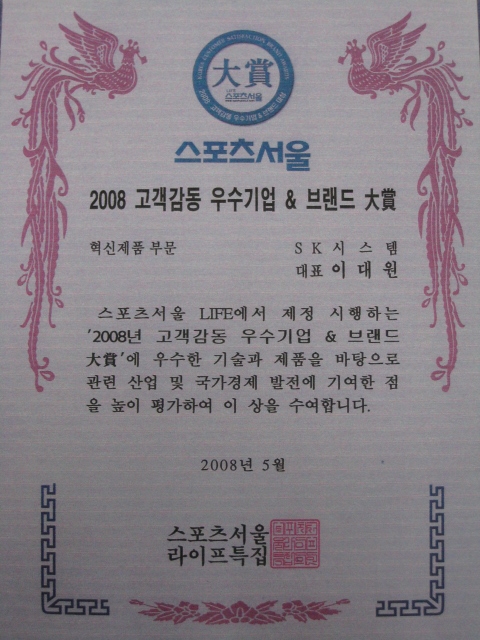 大賞
LIFE
스포츠서울
스포츠서울
2008 고객감동 우수기업 & 브랜드 大賞
혁신제품 부문
SK시스템
대표 이대원
스포츠서울 LIFE에서 제정 시행하는
'2008년 고객감동 우수기업 & 브랜드
大賞'에 우수한 기술과 제품을 바탕으로
관련 산업 및 국가경제 발전에 기여한 점
을 높이 평가하여 이 상을 수여합니다.
2008년 5월
스포츠서울
라이프특집